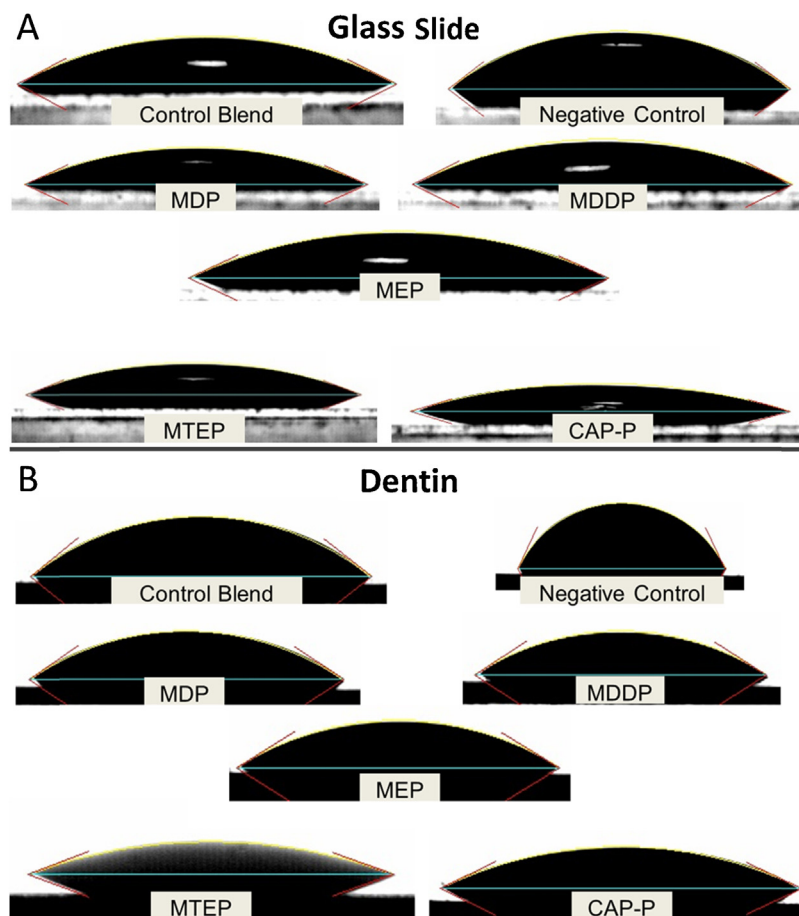 A
Glass Slide
Control Blend
Negative Control
MDP
MDDP
MEP
MTEP
CAP-P
B
Dentin
Control Blend
Negative Control
MDP
MDDP
MEP
MTEP
CAP-P